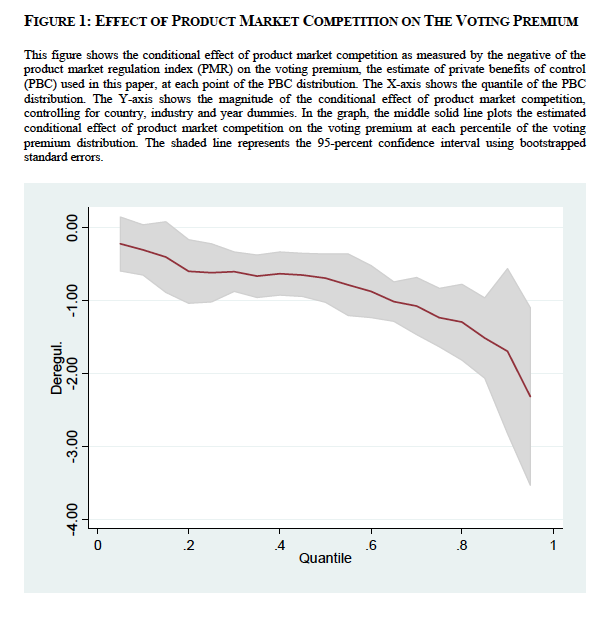 FIGURE 1: EFFECT OF PRODUCT MARKET COMPETITION ON THE VOTING PREMIUM
This figure shows the conditional effect of product market competition as measured by the negative of the
product market regulation index (PMR) on the voting premium, the estimate of private benefits of control
(PBC) used in this paper, at each point of the PBC distribution. The X-axis shows the quantile of the PBC
distribution. The Y-axis shows the magnitude of the conditional effect of product market competition,
controlling for country, industry and year dummies. In the graph, the middle solid line plots the estimated
conditional effect of product market competition on the voting premium at each percentile of the voting
premium distribution. The shaded line represents the 95-percent confidence interval using bootstrapped
standard errors.
Deregul.
0.00
-1.00
-2.00
-3.00
-4.00
0 .2 .4 .6 .8 1
Quantile